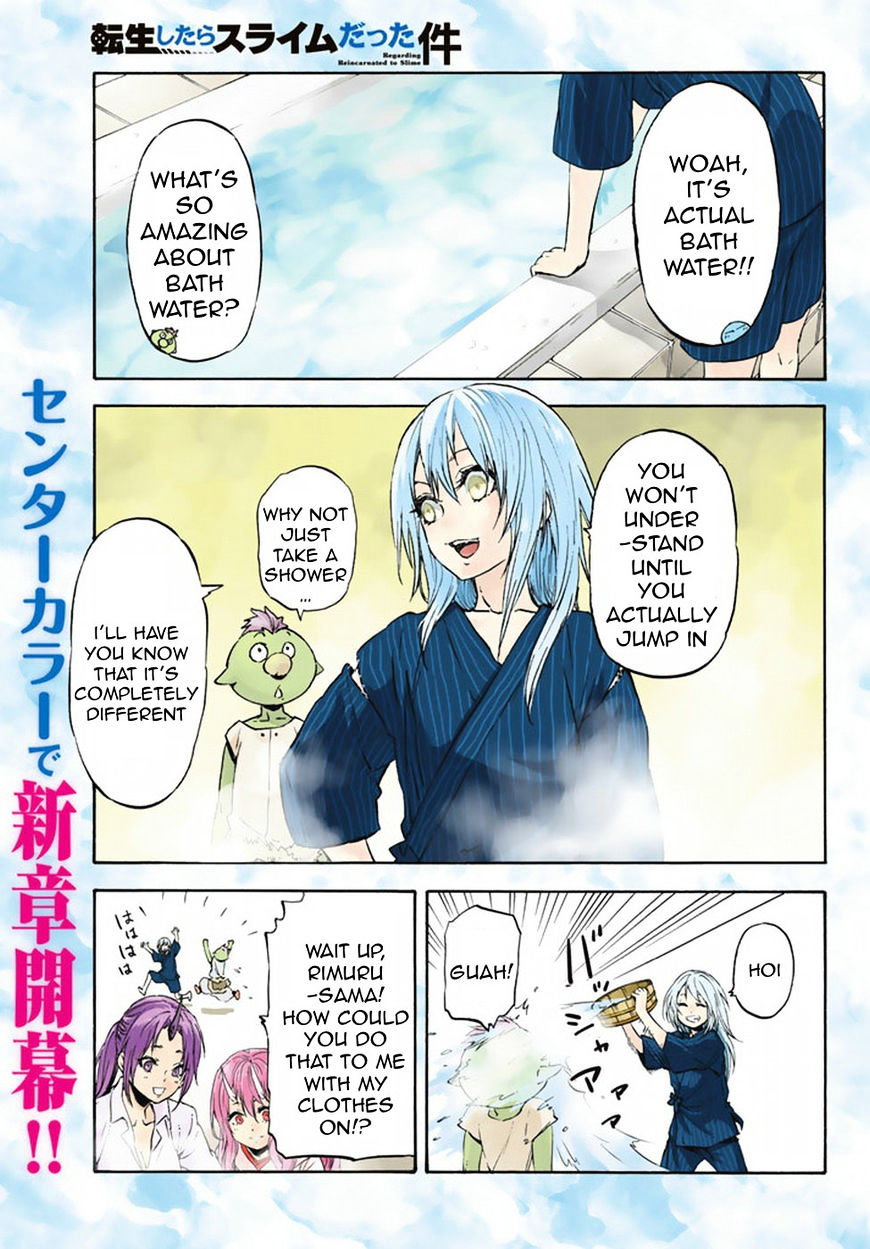 転生したらスライムだった件
Regarding
Reincarnated to Slime
WOAH,
IT'S
ACTUAL
BATH
WATER!!
WHAT'S
SO
AMAZING
ABOUT
BATH
WATER?
YOU
WON'T
UNDER
-STAND
UNTIL
YOU
ACTUALLY
JUMP IN
WHY NOT
JUST
TAKE A
SHOWER
...
I'LL HAVE
YOU KNOW
THAT IT'S
COMPLETELY
DIFFERENT
HOI
GUAH!
ジャアアァ
WAIT UP,
RIMURU
-SAMA!
HOW COULD
YOU DO
THAT TO ME
WITH MY
CLOTHES
ON!?
はははは
センターカラーで新章開幕!!